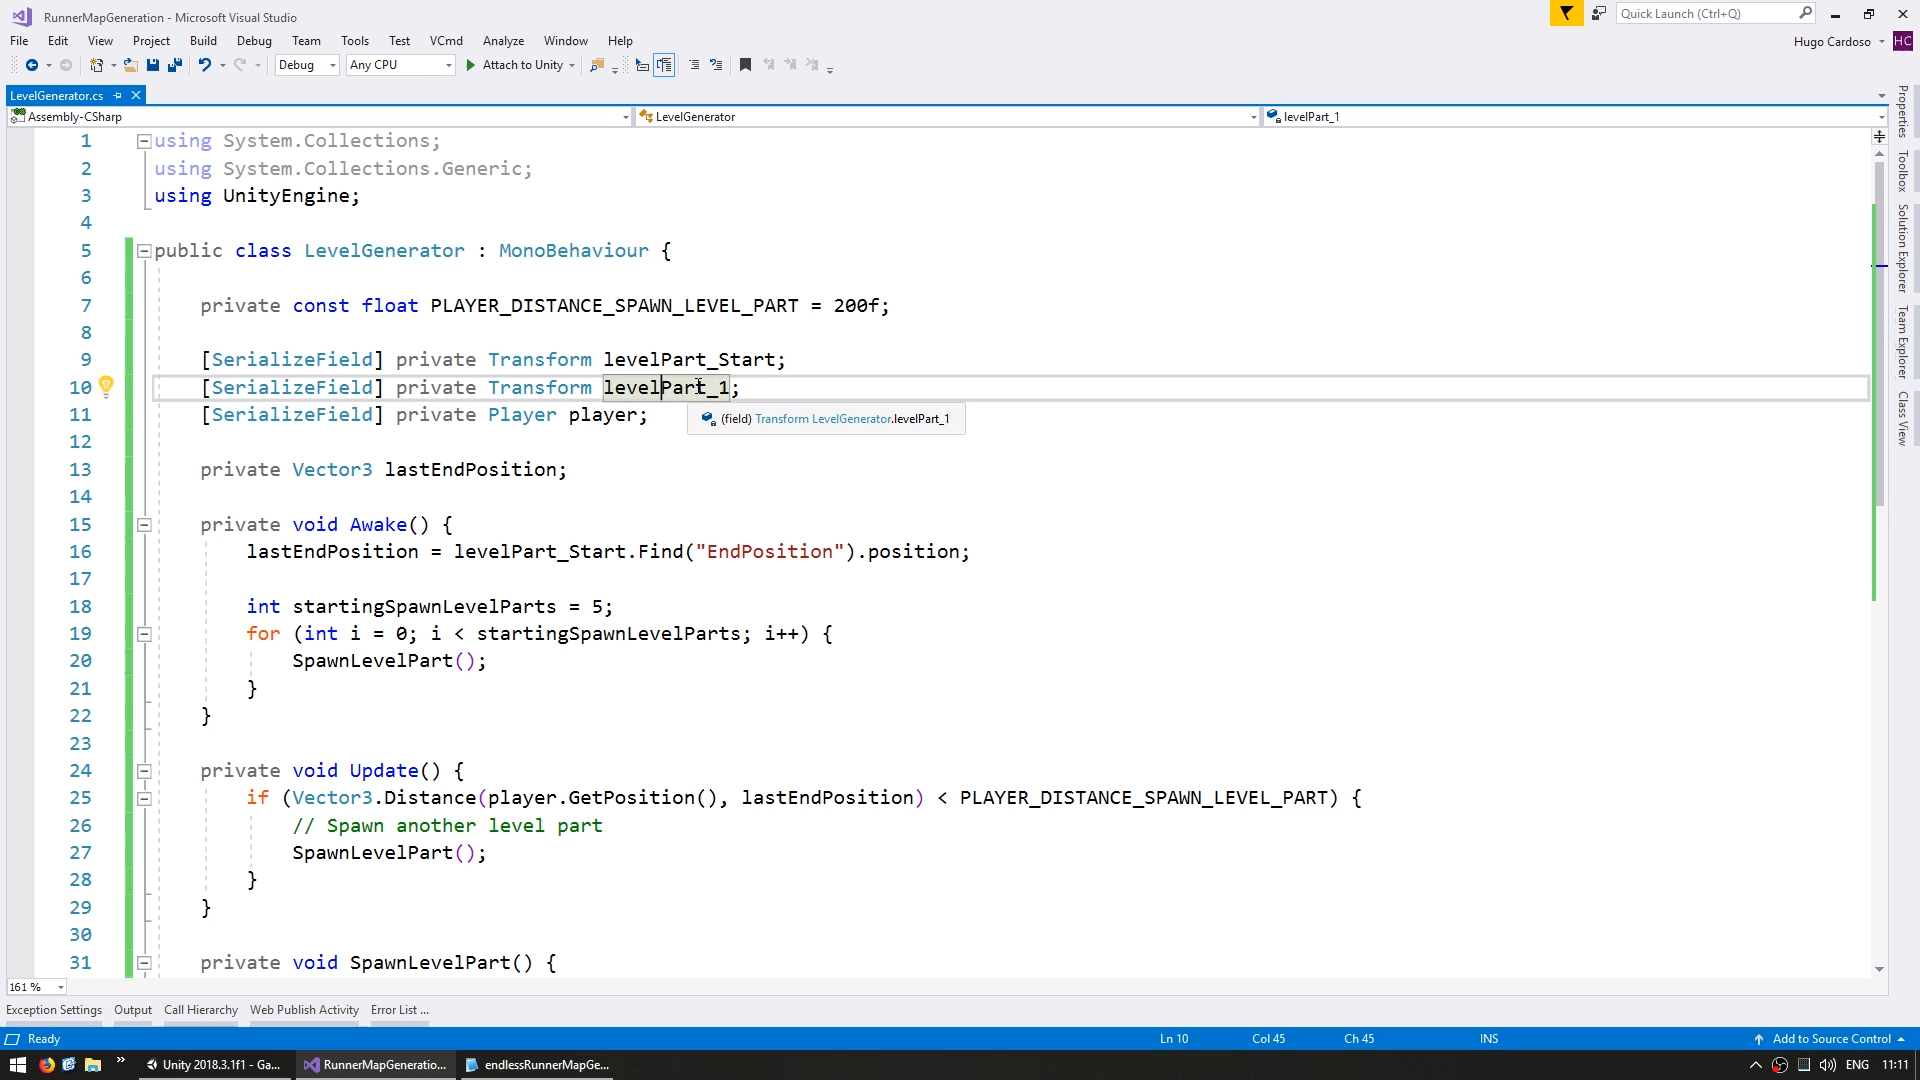 RunnerMapGeneration - Microsoft Visual Studio
Quick Launch (Ctrl+Q)
File Edit View Project Build Debug Team Tools Test VCmd Analyze Window Help
Hugo Cardoso HC
Debug Any CPU Attach to Unity
LevelGenerator.cs
Assembly-CSharp LevelGenerator levelPart_1
1 using System.Collections;
2 using System.Collections.Generic;
3 using UnityEngine;
4
5 public class LevelGenerator : MonoBehaviour {
6
7 private const float PLAYER_DISTANCE_SPAWN_LEVEL_PART = 200f;
8
9 [SerializeField] private Transform levelPart_Start;
10 [SerializeField] private Transform levelPart_1;
11 [SerializeField] private Player player;
(field) Transform LevelGenerator.levelPart_1
12
13 private Vector3 lastEndPosition;
14
15 private void Awake() {
16 lastEndPosition = levelPart_Start.Find("EndPosition").position;
17
18 int startingSpawnLevelParts = 5;
19 for (int i = 0; i < startingSpawnLevelParts; i++) {
20 SpawnLevelPart();
21 }
22 }
23
24 private void Update() {
25 if (Vector3.Distance(player.GetPosition(), lastEndPosition) < PLAYER_DISTANCE_SPAWN_LEVEL_PART) {
26 // Spawn another level part
27 SpawnLevelPart();
28 }
29 }
30
31 private void SpawnLevelPart() {
Properties
Toolbox
Solution Explorer
Team Explorer
Class View
161 %
Exception Settings Output Call Hierarchy Web Publish Activity Error List ...
Ready Ln 10 Col 45 Ch 45 INS Add to Source Control
Unity 2018.3.1f1 - Ga... RunnerMapGeneratio... endlessRunnerMapGe... ENG 11:11